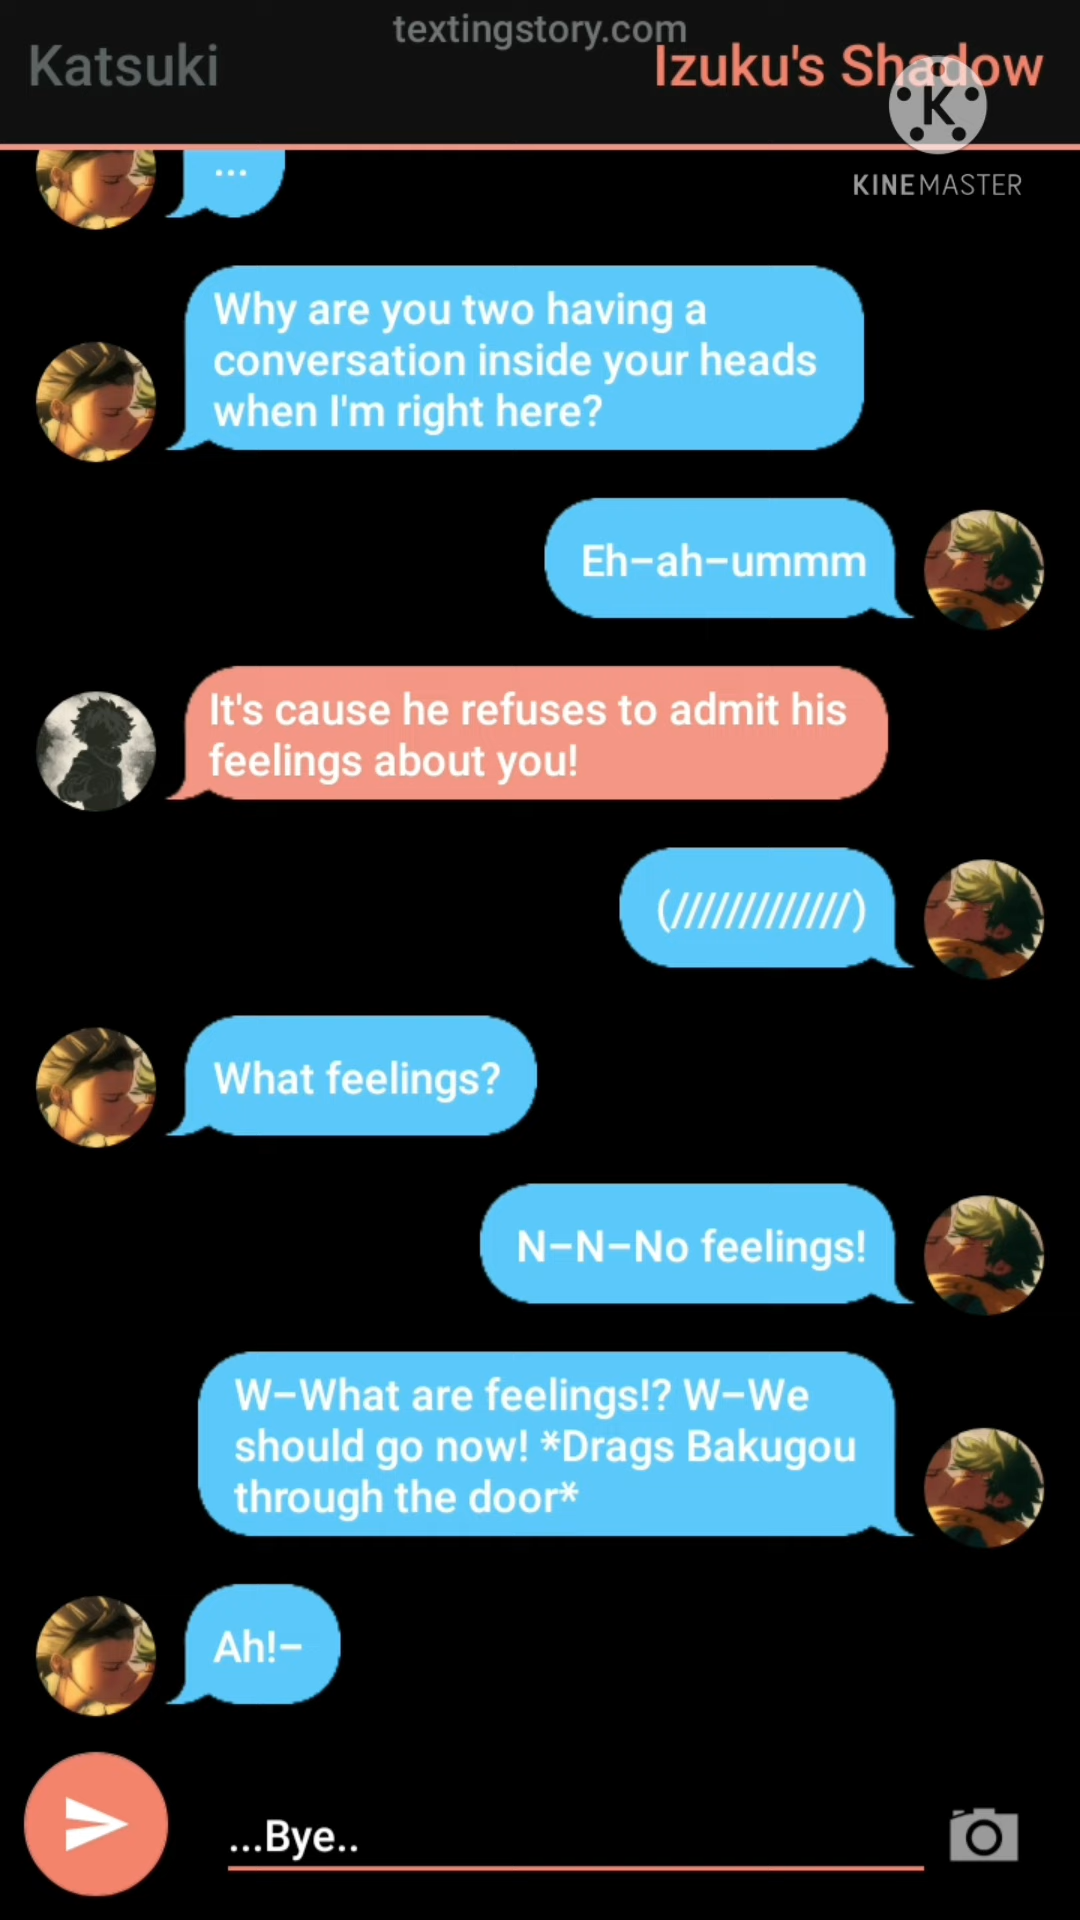 textingstory.com
Katsuki
Izuku's Shadow
K
KINEMASTER
...
Why are you two having a
conversation inside your heads
when I'm right here?
Eh–ah–ummm
It's cause he refuses to admit his
feelings about you!
(/////////////)
What feelings?
N–N–No feelings!
W–What are feelings!? W–We
should go now! *Drags Bakugou
through the door*
Ah!–
...Bye..